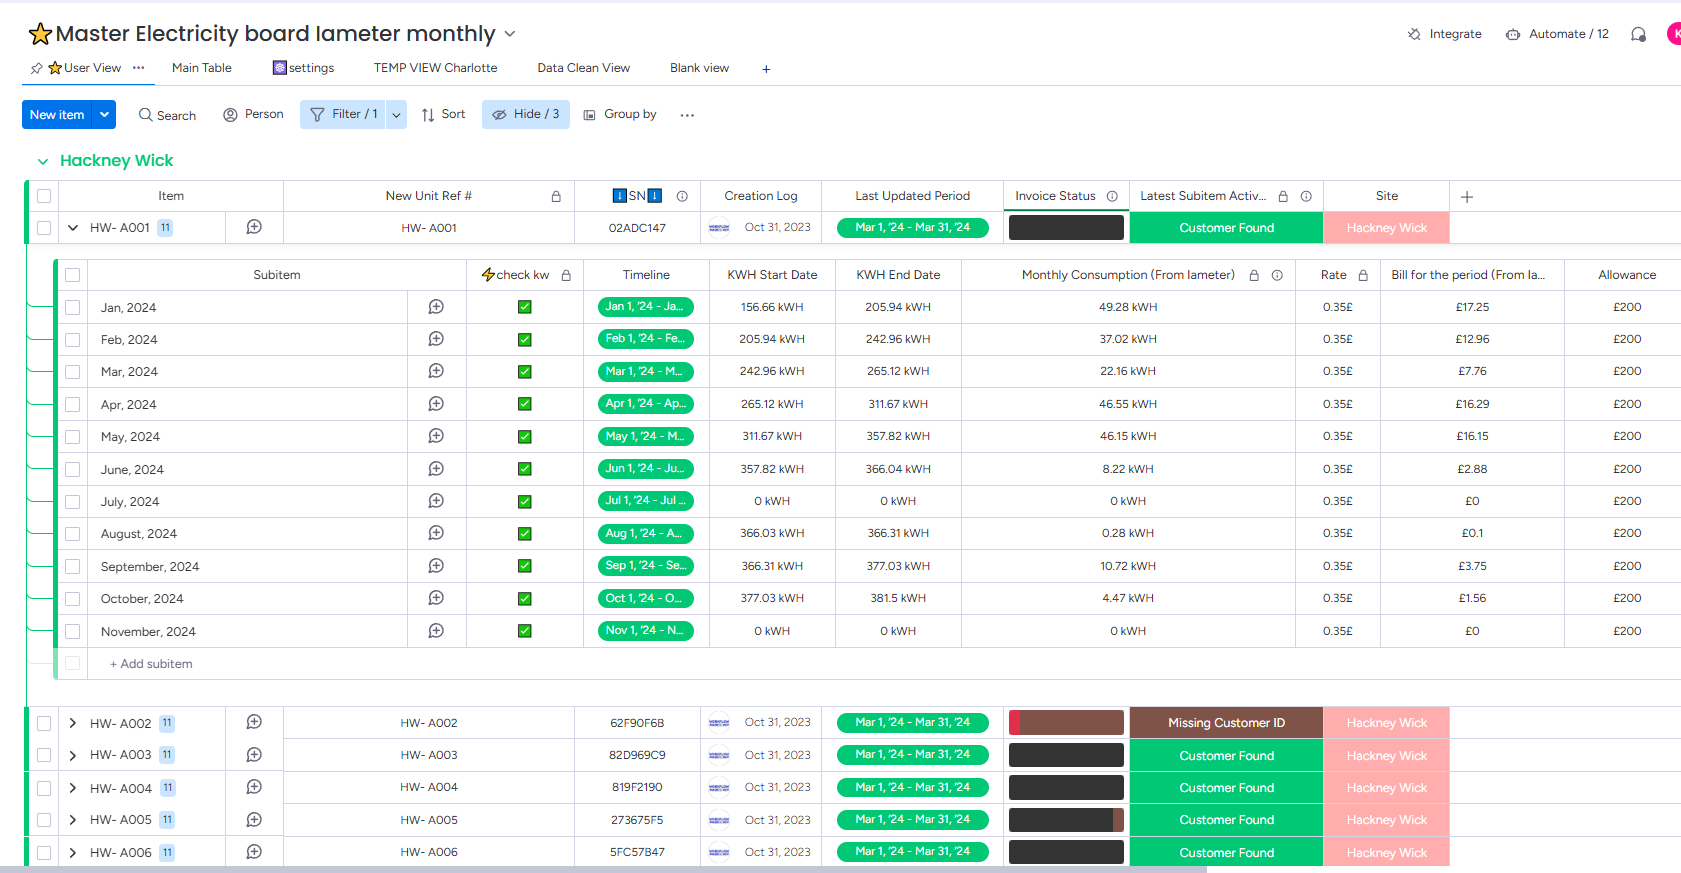 ⭐Master Electricity board Iameter monthly
Integrate Automate / 12
⭐User View Main Table settings TEMP VIEW Charlotte Data Clean View Blank view +
New item Search Person Filter / 1 Sort Hide / 3 Group by
Hackney Wick
Item New Unit Ref # SN Creation Log Last Updated Period Invoice Status Latest Subitem Activ... Site
HW- A001 11 HW- A001 02ADC147 Oct 31, 2023 Mar 1, '24 - Mar 31, '24 Customer Found Hackney Wick
Subitem ⚡check kw Timeline KWH Start Date KWH End Date Monthly Consumption (From Iameter) Rate Bill for the period (From Ia... Allowance
Jan, 2024 Jan 1, '24 - Ja... 156.66 kWH 205.94 kWH 49.28 kWH 0.35£ £17.25 £200
Feb, 2024 Feb 1, '24 - Fe... 205.94 kWH 242.96 kWH 37.02 kWH 0.35£ £12.96 £200
Mar, 2024 Mar 1, '24 - M... 242.96 kWH 265.12 kWH 22.16 kWH 0.35£ £7.76 £200
Apr, 2024 Apr 1, '24 - Ap... 265.12 kWH 311.67 kWH 46.55 kWH 0.35£ £16.29 £200
May, 2024 May 1, '24 - M... 311.67 kWH 357.82 kWH 46.15 kWH 0.35£ £16.15 £200
June, 2024 Jun 1, '24 - Ju... 357.82 kWH 366.04 kWH 8.22 kWH 0.35£ £2.88 £200
July, 2024 Jul 1, '24 - Jul ... 0 kWH 0 kWH 0 kWH 0.35£ £0 £200
August, 2024 Aug 1, '24 - A... 366.03 kWH 366.31 kWH 0.28 kWH 0.35£ £0.1 £200
September, 2024 Sep 1, '24 - Se... 366.31 kWH 377.03 kWH 10.72 kWH 0.35£ £3.75 £200
October, 2024 Oct 1, '24 - O... 377.03 kWH 381.5 kWH 4.47 kWH 0.35£ £1.56 £200
November, 2024 Nov 1, '24 - N... 0 kWH 0 kWH 0 kWH 0.35£ £0 £200
+ Add subitem
HW- A002 11 HW- A002 62F90F6B Oct 31, 2023 Mar 1, '24 - Mar 31, '24 Missing Customer ID Hackney Wick
HW- A003 11 HW- A003 82D969C9 Oct 31, 2023 Mar 1, '24 - Mar 31, '24 Customer Found Hackney Wick
HW- A004 11 HW- A004 819F2190 Oct 31, 2023 Mar 1, '24 - Mar 31, '24 Customer Found Hackney Wick
HW- A005 11 HW- A005 273675F5 Oct 31, 2023 Mar 1, '24 - Mar 31, '24 Customer Found Hackney Wick
HW- A006 11 HW- A006 5FC57B47 Oct 31, 2023 Mar 1, '24 - Mar 31, '24 Customer Found Hackney Wick